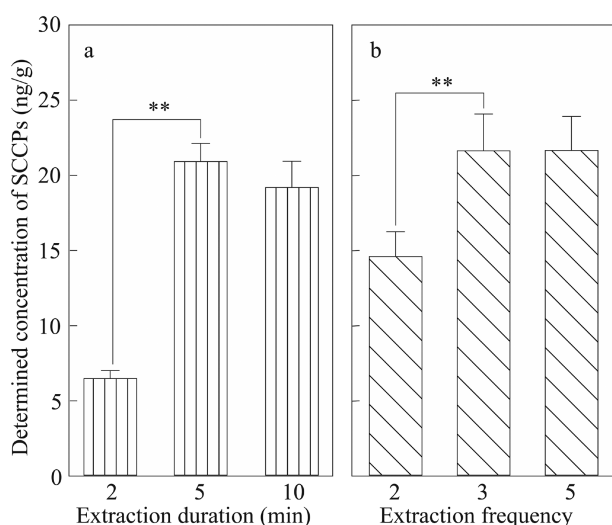 Determined concentration of SCCPs (ng/g)
30
25
20
15
10
5
0
a
**
2 5 10
Extraction duration (min)
b
**
2 3 5
Extraction frequency